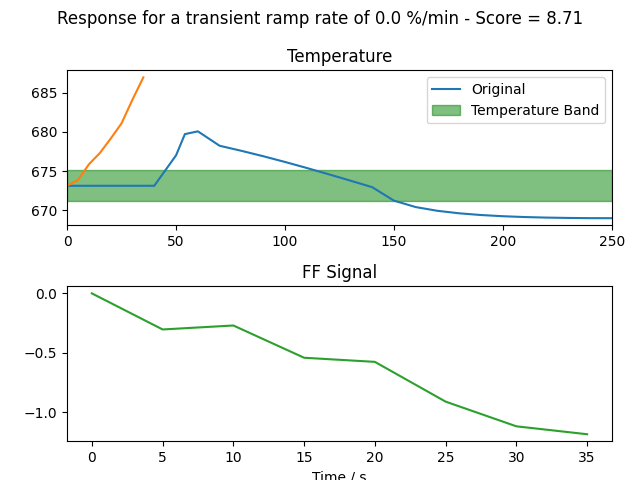 Response for a transient ramp rate of 0.0 %/min - Score = 8.71
Temperature
Original
Temperature Band
685
680
675
670
0 50 100 150 200 250
FF Signal
0.0
−0.5
−1.0
0 5 10 15 20 25 30 35
Time / s